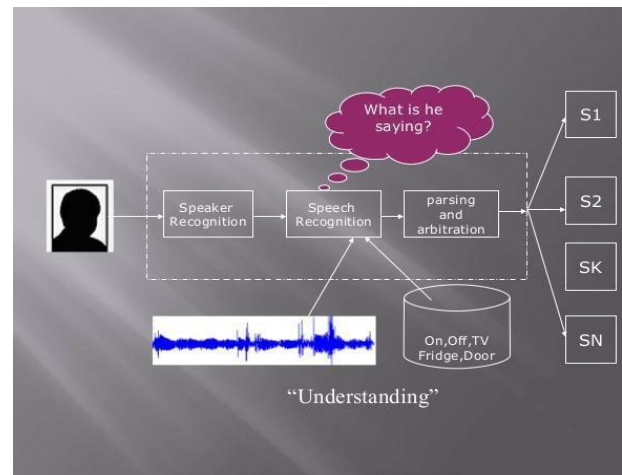 What is he
saying?
S1
Speaker
Recognition
Speech
Recognition
parsing
and
arbitration
S2
SK
On,Off,TV
Fridge,Door
SN
“Understanding”